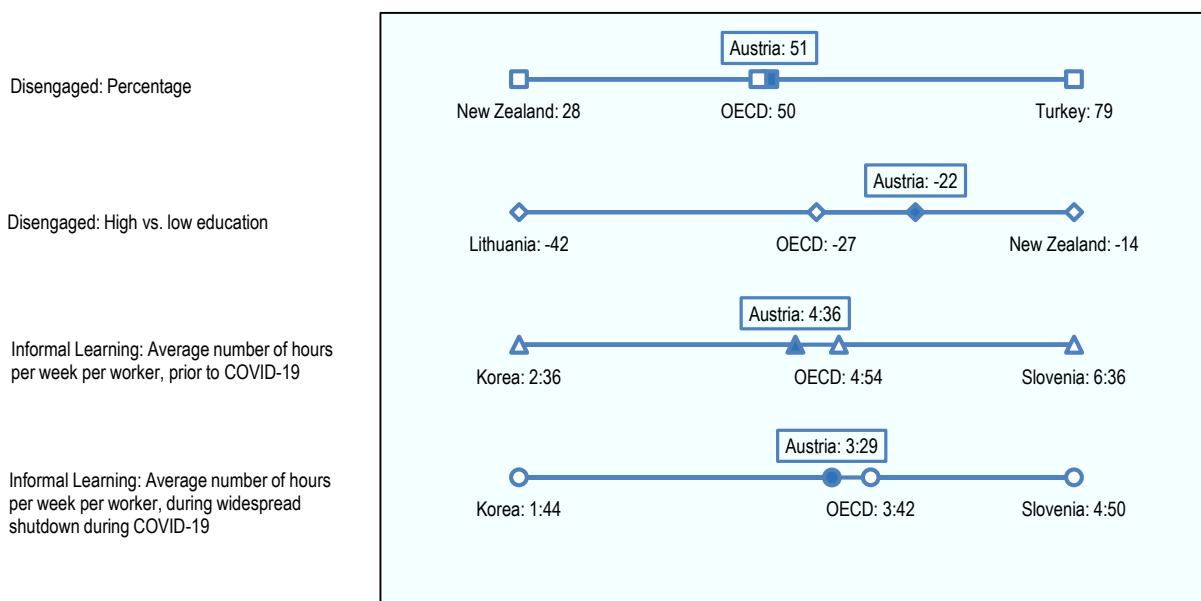 Austria: 51
Disengaged: Percentage
New Zealand: 28
OECD: 50
Turkey: 79
Austria: -22
Disengaged: High vs. low education
Lithuania: -42
OECD: -27
New Zealand: -14
Austria: 4:36
Informal Learning: Average number of hours
per week per worker, prior to COVID-19
Korea: 2:36
OECD: 4:54
Slovenia: 6:36
Austria: 3:29
Informal Learning: Average number of hours
per week per worker, during widespread
shutdown during COVID-19
Korea: 1:44
OECD: 3:42
Slovenia: 4:50